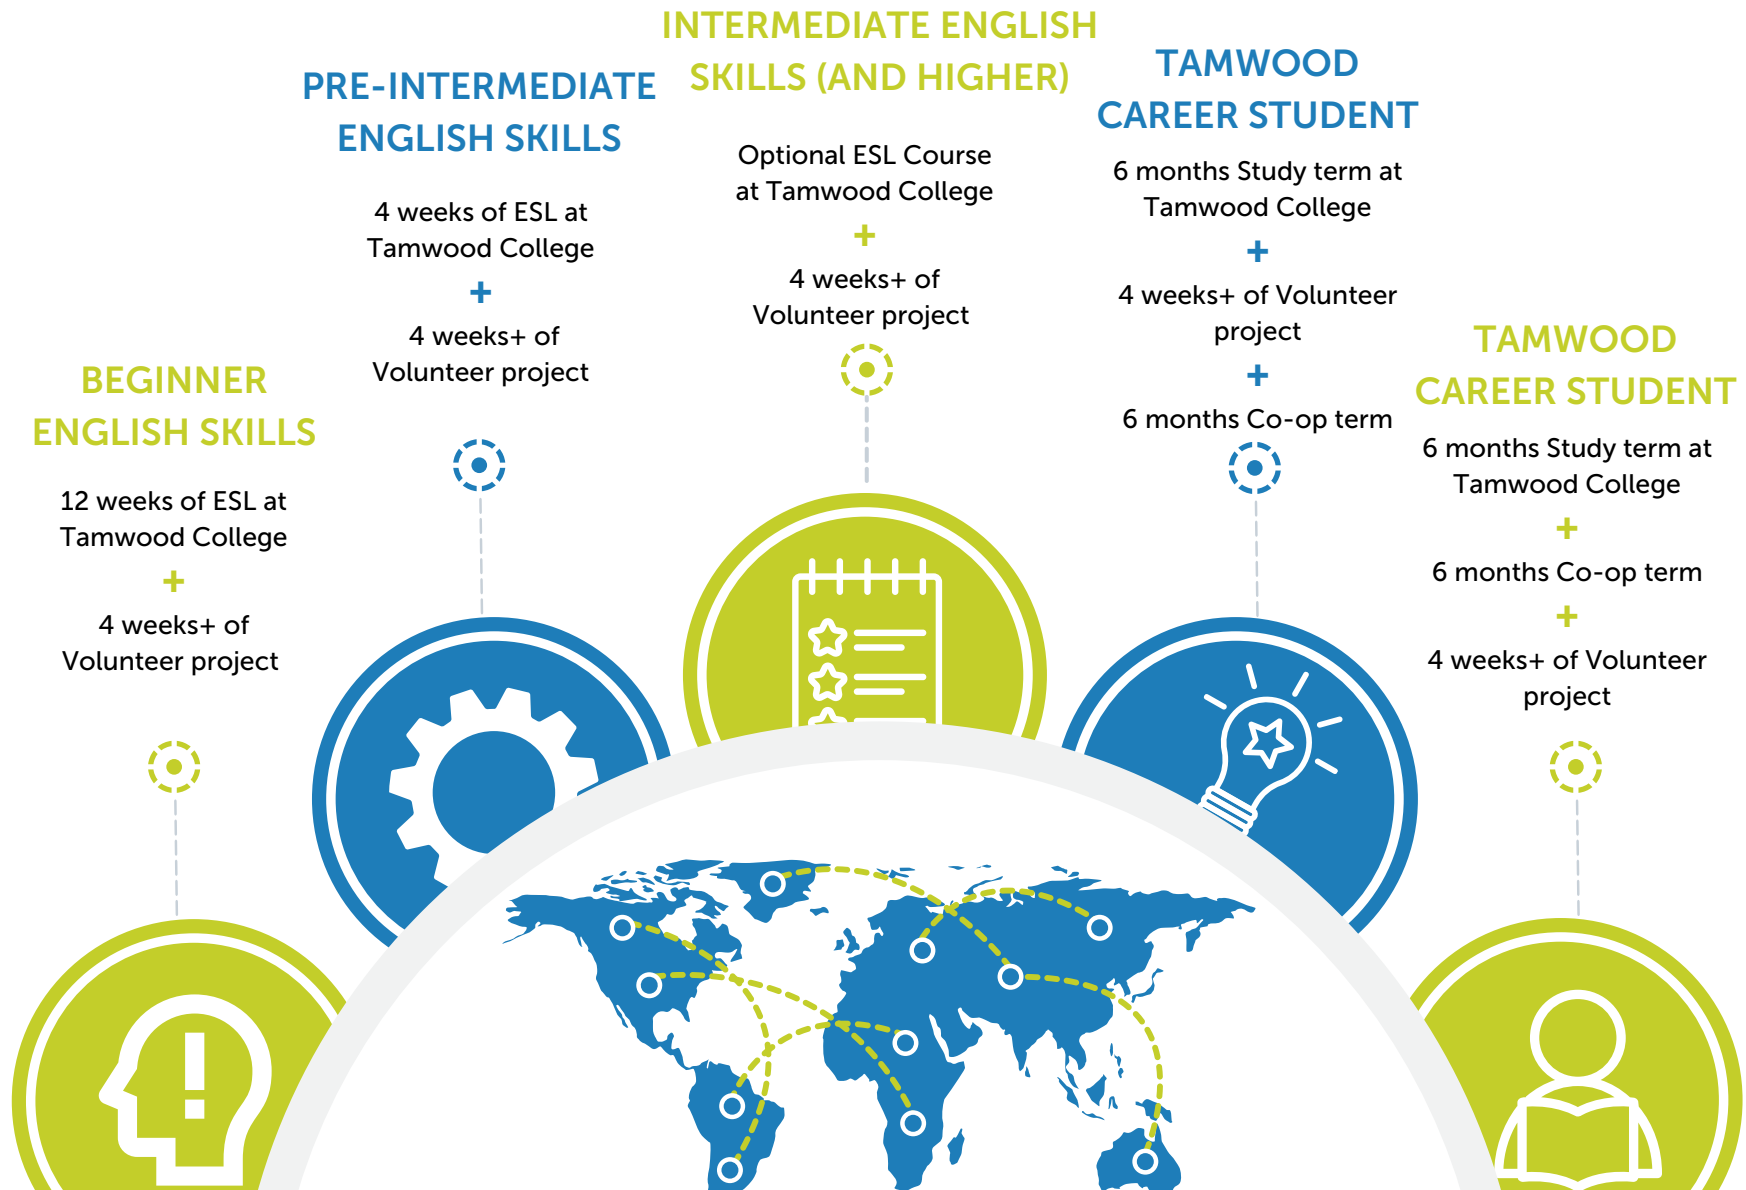 BEGINNER
ENGLISH SKILLS
12 weeks of ESL at
Tamwood College
+
4 weeks+ of
Volunteer project
PRE-INTERMEDIATE
ENGLISH SKILLS
4 weeks of ESL at
Tamwood College
+
4 weeks+ of
Volunteer project
INTERMEDIATE ENGLISH
SKILLS (AND HIGHER)
Optional ESL Course
at Tamwood College
+
4 weeks+ of
Volunteer project
TAMWOOD
CAREER STUDENT
6 months Study term at
Tamwood College
+
4 weeks+ of Volunteer
project
+
6 months Co-op term
TAMWOOD
CAREER STUDENT
6 months Study term at
Tamwood College
+
6 months Co-op term
+
4 weeks+ of Volunteer
project